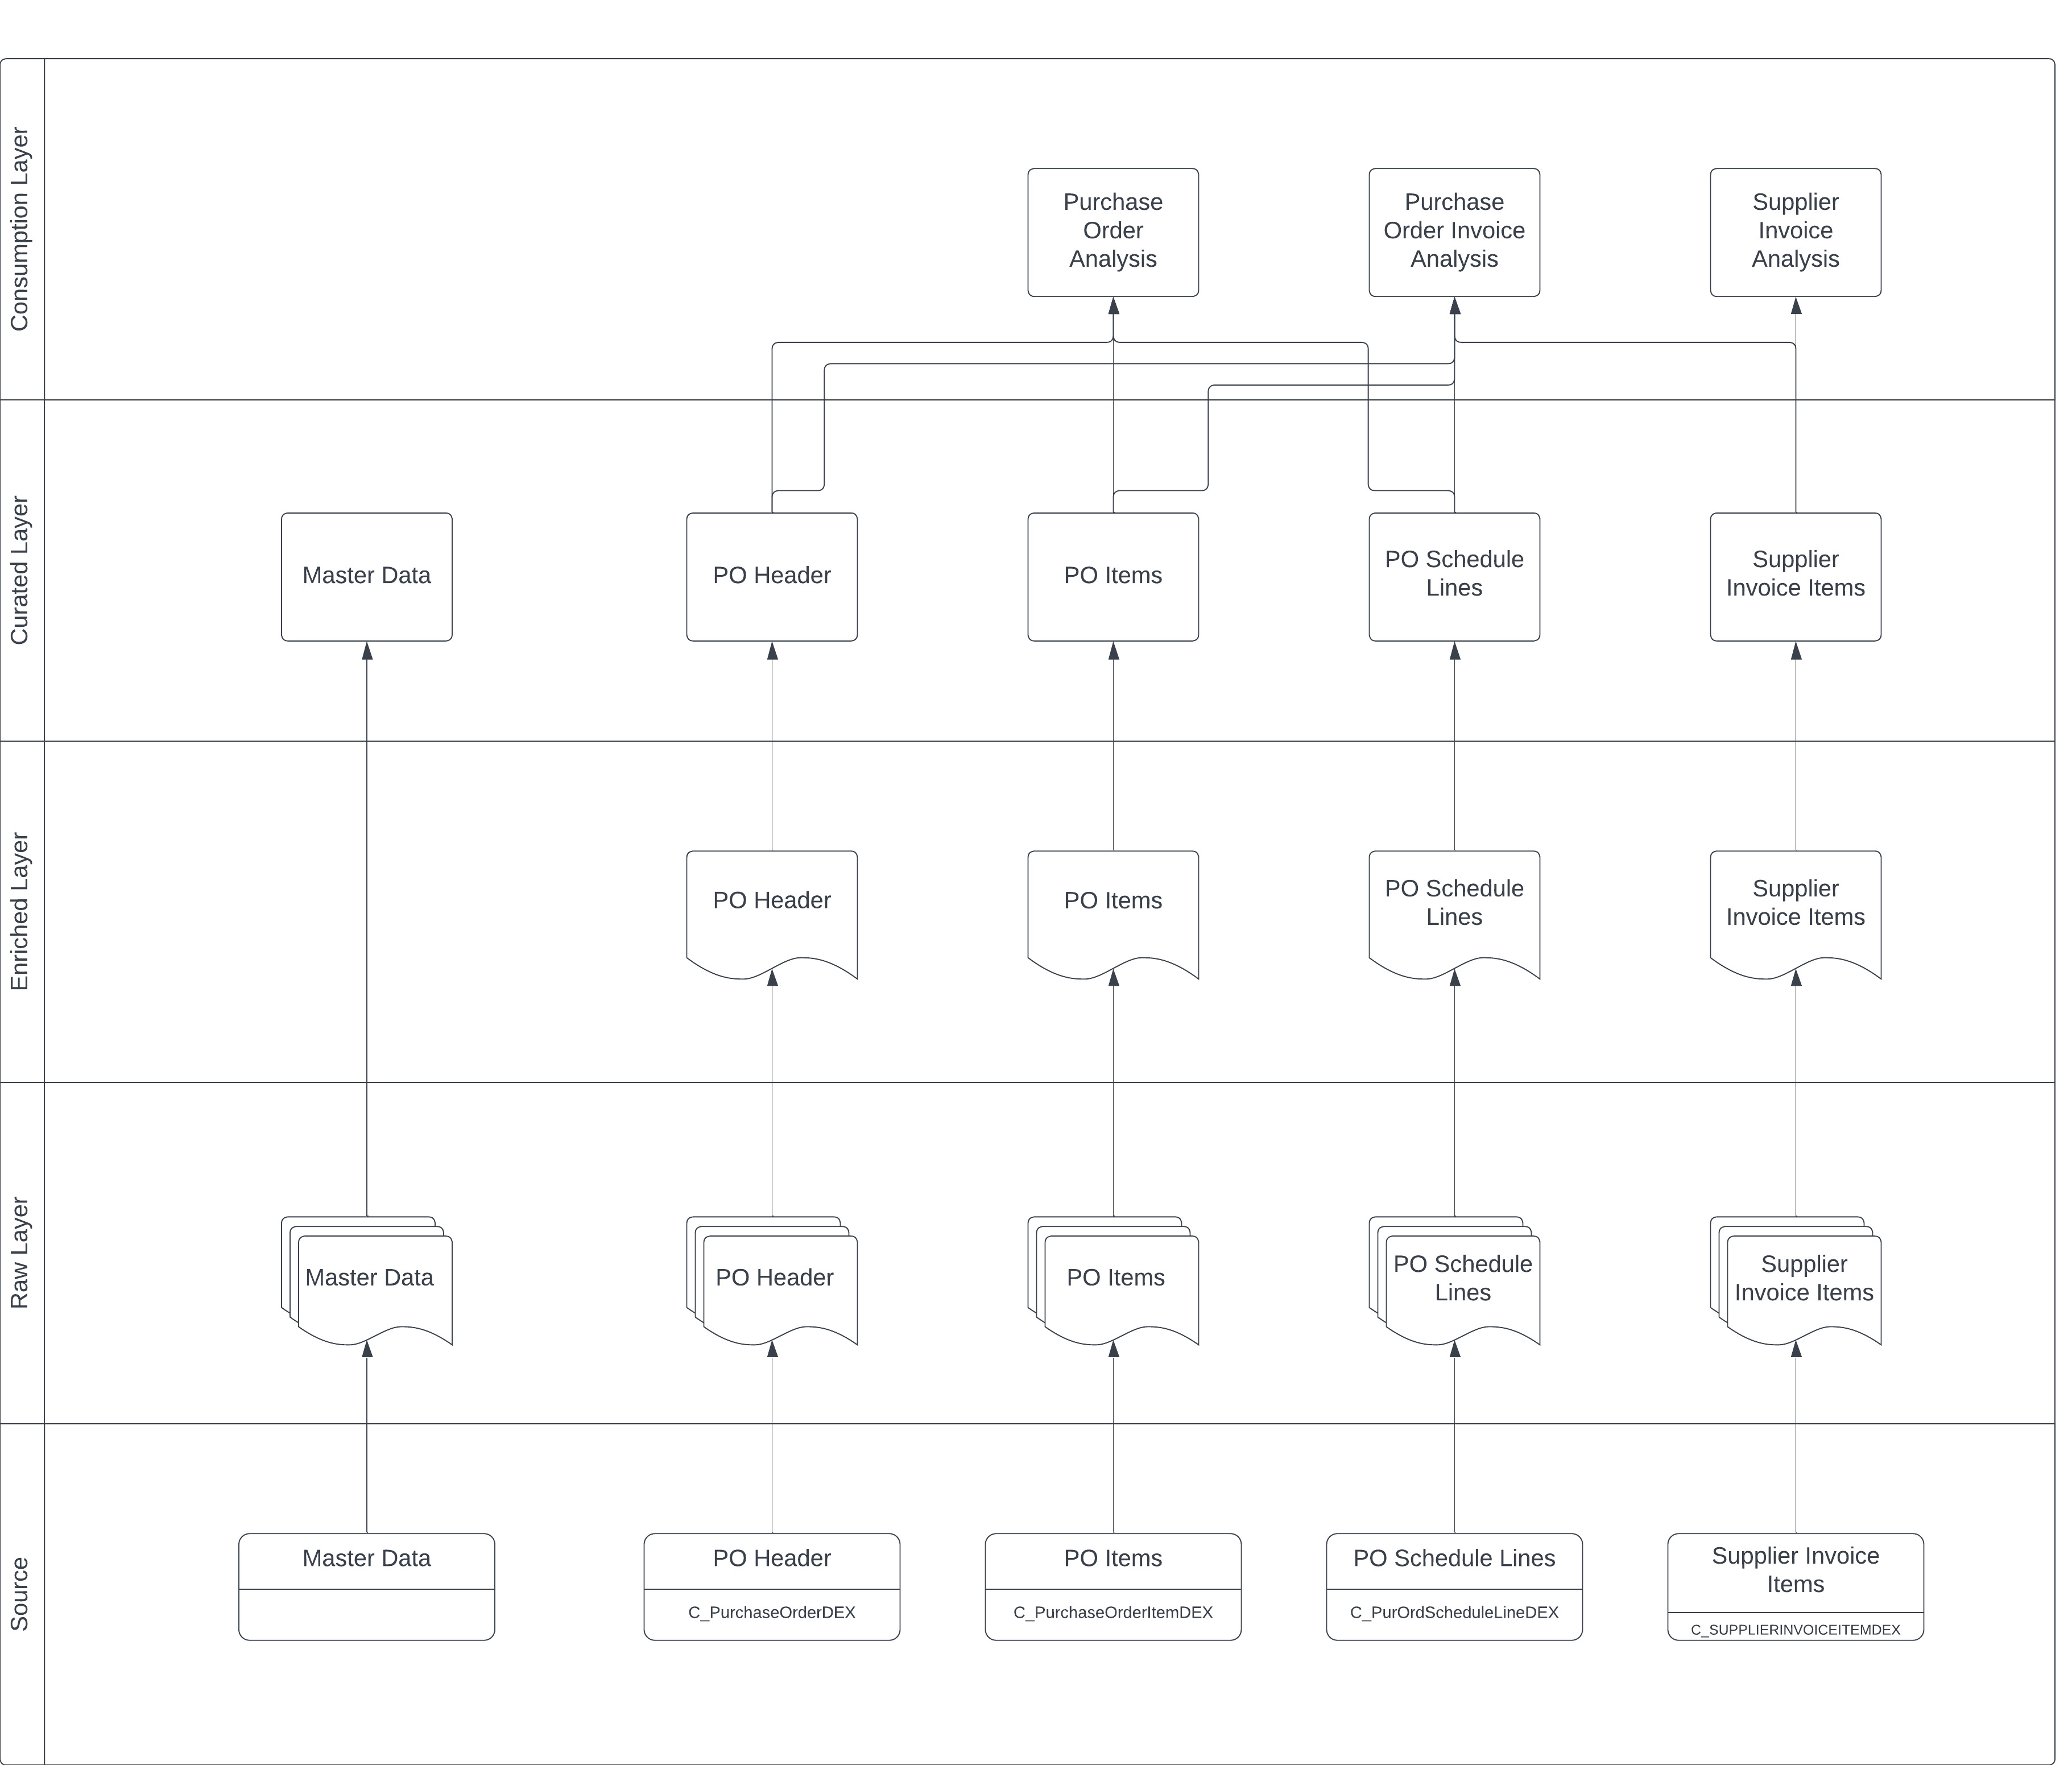 Consumption Layer
Purchase
Order
Analysis
Purchase
Order Invoice
Analysis
Supplier
Invoice
Analysis
Curated Layer
Master Data
PO Header
PO Items
PO Schedule
Lines
Supplier
Invoice Items
Enriched Layer
PO Header
PO Items
PO Schedule
Lines
Supplier
Invoice Items
Raw Layer
Master Data
PO Header
PO Items
PO Schedule
Lines
Supplier
Invoice Items
Source
Master Data
PO Header
C_PurchaseOrderDEX
PO Items
C_PurchaseOrderItemDEX
PO Schedule Lines
C_PurOrdScheduleLineDEX
Supplier Invoice
Items
C_SUPPLIERINVOICEITEMDEX